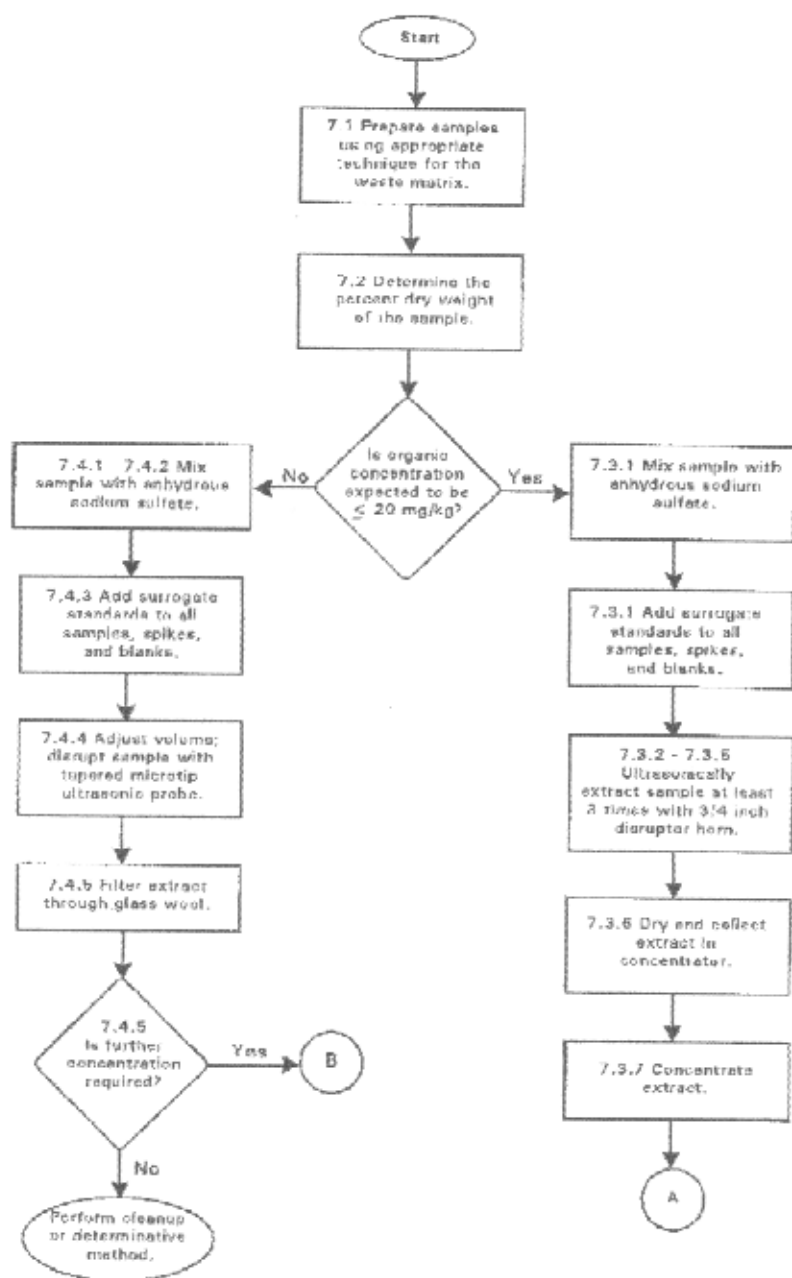 Start
7.1 Prepare samples
using appropriate
technique for the
waste matrix.
7.2 Determine the
percent dry weight
of the sample.
Is organic
concentration
expected to be
≤ 20 mg/kg?
No
Yes
7.4.1 7.4.2 Mix
sample with anhydrous
sodium sulfate.
7.4.3 Add surrogate
standards to all
samples, spikes,
and blanks.
7.4.4 Adjust volume;
disrupt sample with
tapered microtip
ultrasonic probe.
7.4.5 Filter extract
through glass wool.
7.4.5
Is further
concentration
required?
Yes
B
No
Perform cleanup
or determinative
method.
7.3.1 Mix sample with
anhydrous sodium
sulfate.
7.3.1 Add surrogate
standards to all
samples, spikes,
and blanks.
7.3.2 - 7.3.5
Ultrasonically
extract sample at least
3 times with 3/4 inch
disruptor horn.
7.3.6 Dry and collect
extract in
concentrator.
7.3.7 Concentrate
extract.
A